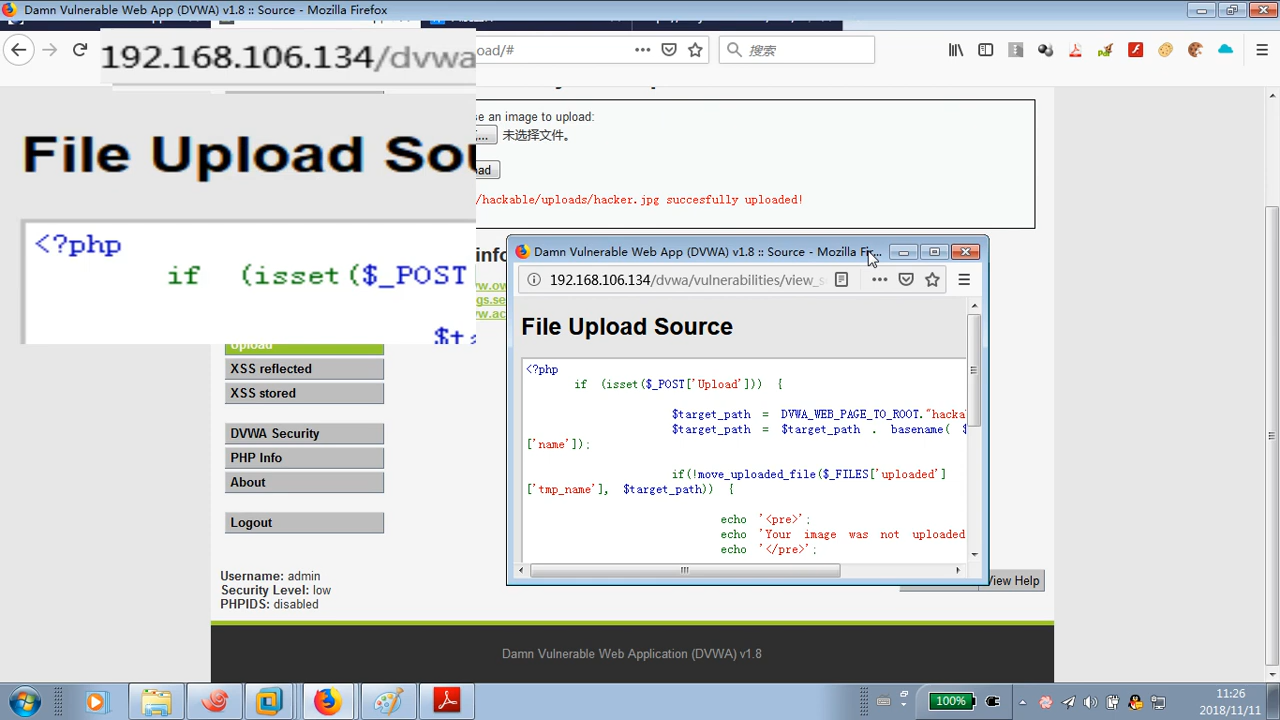 Damn Vulnerable Web App (DVWA) v1.8 :: Source - Mozilla Firefox
192.168.106.134/dvwa
oad/#
搜索
File Upload Sou
<?php
if (isset($_POST
$ta
se an image to upload:
未选择文件。
oad
/hackable/uploads/hacker.jpg succesfully uploaded!
info
Damn Vulnerable Web App (DVWA) v1.8 :: Source - Mozilla Fir...
192.168.106.134/dvwa/vulnerabilities/view_s
File Upload Source
<?php
if (isset($_POST['Upload'])) {
$target_path = DVWA_WEB_PAGE_TO_ROOT."hacka
$target_path = $target_path . basename( $
['name']);
if(!move_uploaded_file($_FILES['uploaded']
['tmp_name'], $target_path)) {
echo '<pre>';
echo 'Your image was not uploaded
echo '</pre>';
Upload
XSS reflected
XSS stored
DVWA Security
PHP Info
About
Logout
Username: admin
Security Level: low
PHPIDS: disabled
View Help
Damn Vulnerable Web Application (DVWA) v1.8
100%
11:26
2018/11/11